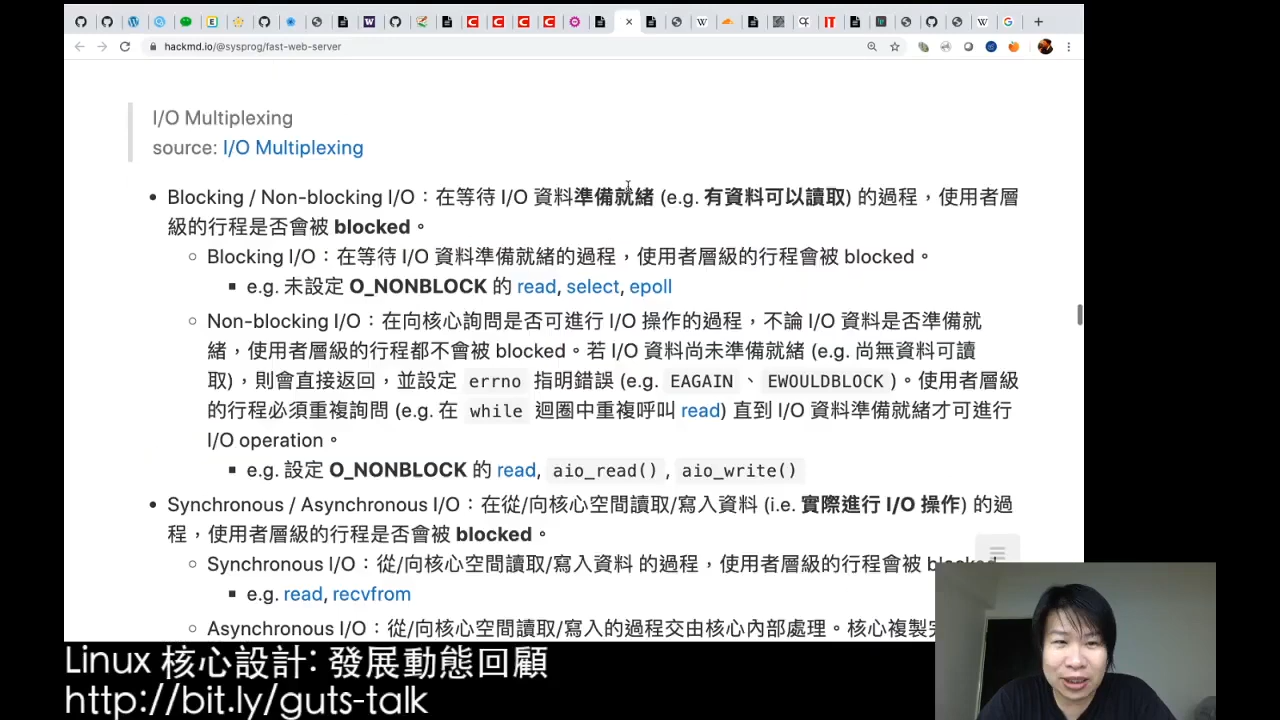 hackmd.io/@sysprog/fast-web-server
I/O Multiplexing
source: I/O Multiplexing
• Blocking / Non-blocking I/O：在等待 I/O 資料準備就緒 (e.g. 有資料可以讀取) 的過程，使用者層
級的行程是否會被 blocked。
◦ Blocking I/O：在等待 I/O 資料準備就緒的過程，使用者層級的行程會被 blocked。
▪ e.g. 未設定 O_NONBLOCK 的 read, select, epoll
◦ Non-blocking I/O：在向核心詢問是否可進行 I/O 操作的過程，不論 I/O 資料是否準備就
緒，使用者層級的行程都不會被 blocked。若 I/O 資料尚未準備就緒 (e.g. 尚無資料可讀
取)，則會直接返回，並設定 errno 指明錯誤 (e.g. EAGAIN 、 EWOULDBLOCK )。使用者層級
的行程必須重複詢問 (e.g. 在 while 迴圈中重複呼叫 read) 直到 I/O 資料準備就緒才可進行
I/O operation。
▪ e.g. 設定 O_NONBLOCK 的 read, aio_read() , aio_write()
• Synchronous / Asynchronous I/O：在從/向核心空間讀取/寫入資料 (i.e. 實際進行 I/O 操作) 的過
程，使用者層級的行程是否會被 blocked。
◦ Synchronous I/O：從/向核心空間讀取/寫入資料 的過程，使用者層級的行程會被 blocked
▪ e.g. read, recvfrom
◦ Asynchronous I/O：從/向核心空間讀取/寫入的過程交由核心內部處理。核心複製
Linux 核心設計: 發展動態回顧
http://bit.ly/guts-talk